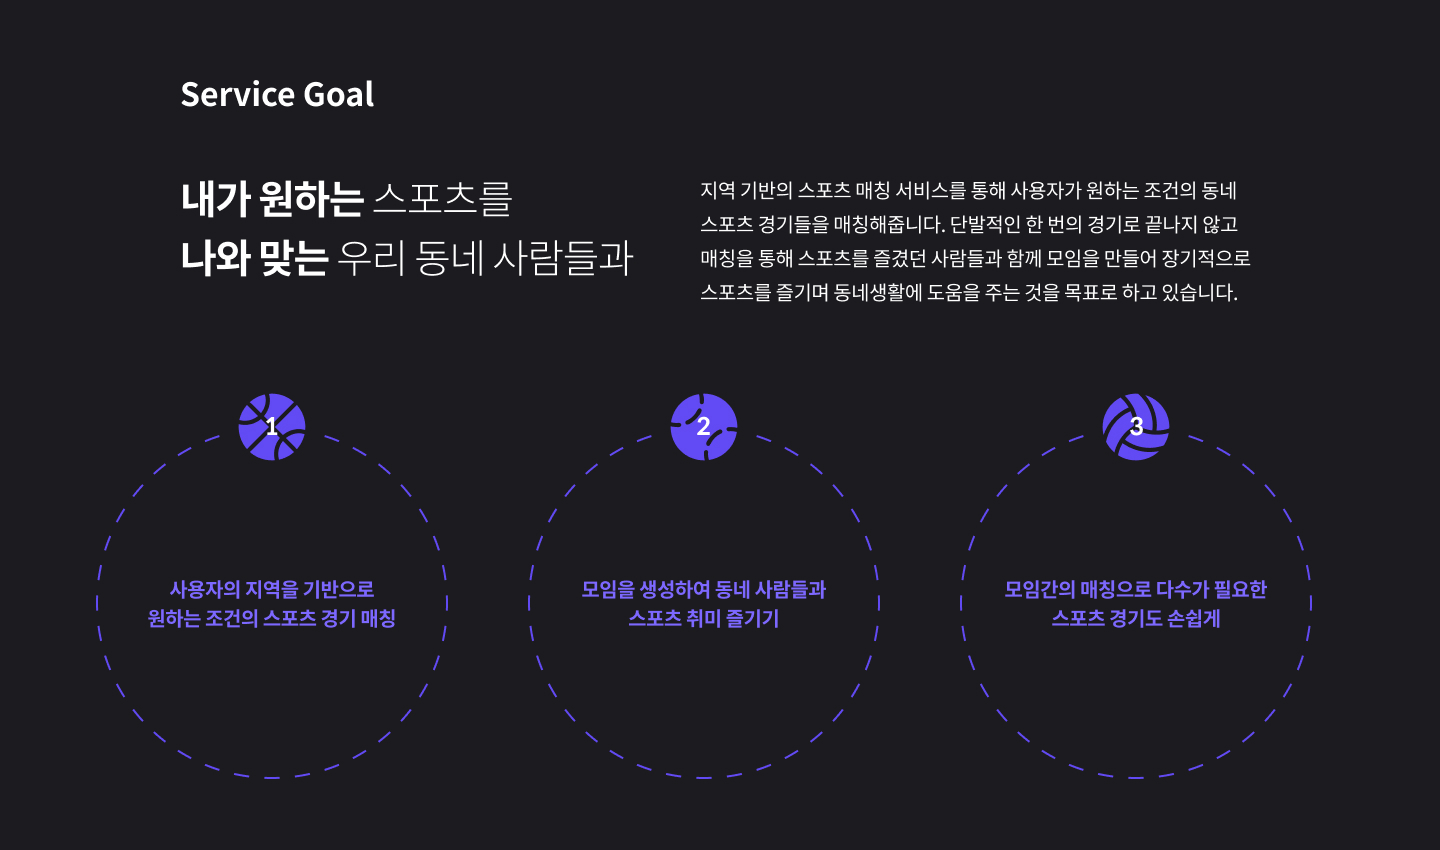 Service Goal
내가 원하는 스포츠를
나와 맞는 우리 동네 사람들과
지역 기반의 스포츠 매칭 서비스를 통해 사용자가 원하는 조건의 동네
스포츠 경기들을 매칭해줍니다. 단발적인 한 번의 경기로 끝나지 않고
매칭을 통해 스포츠를 즐겼던 사람들과 함께 모임을 만들어 장기적으로
스포츠를 즐기며 동네생활에 도움을 주는 것을 목표로 하고 있습니다.
1
사용자의 지역을 기반으로
원하는 조건의 스포츠 경기 매칭
2
모임을 생성하여 동네 사람들과
스포츠 취미 즐기기
3
모임간의 매칭으로 다수가 필요한
스포츠 경기도 손쉽게